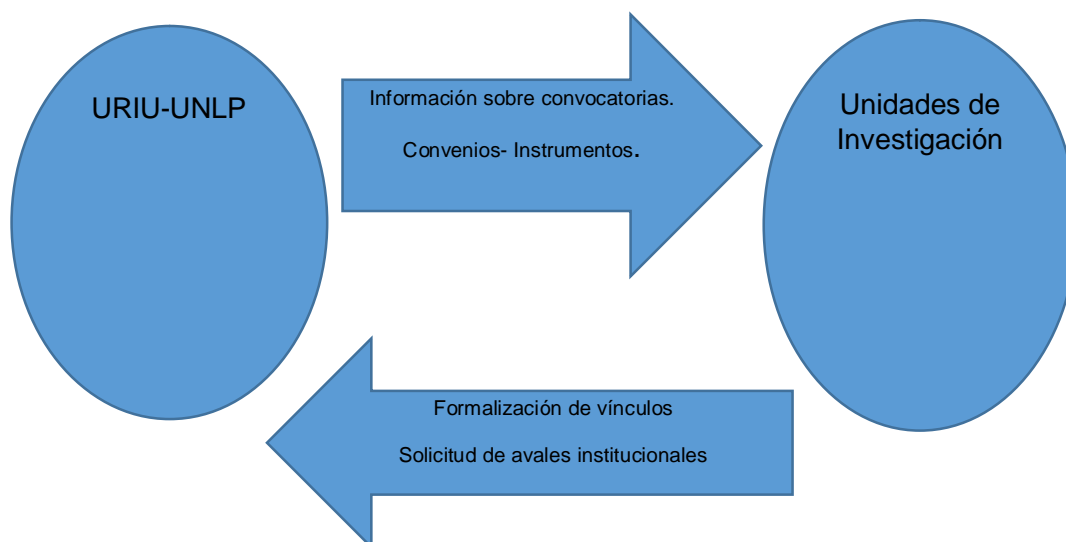 URIU-UNLP
Información sobre convocatorias.
Convenios- Instrumentos.
Unidades de
Investigación
Formalización de vínculos
Solicitud de avales institucionales